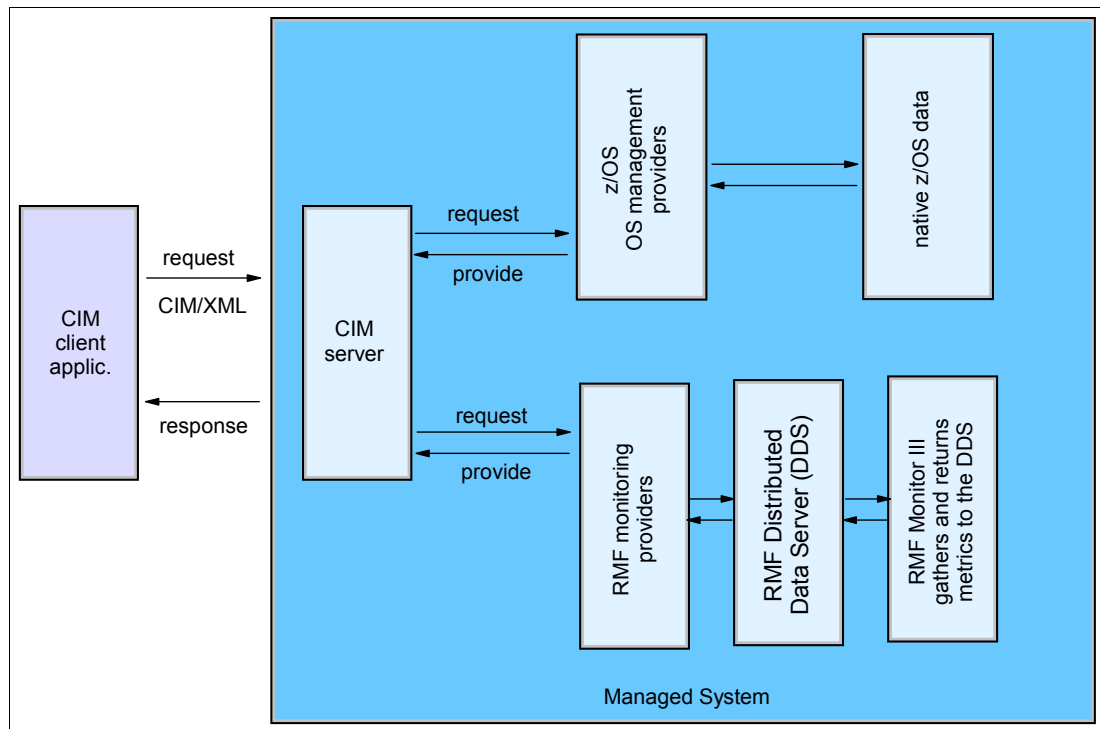 CIM
client
applic.
request
CIM/XML
response
CIM
server
request
provide
z/OS
OS management
providers
native z/OS data
request
provide
RMF monitoring
providers
RMF Distributed
Data Server (DDS)
RMF Monitor III
gathers and returns
metrics to the DDS
Managed System